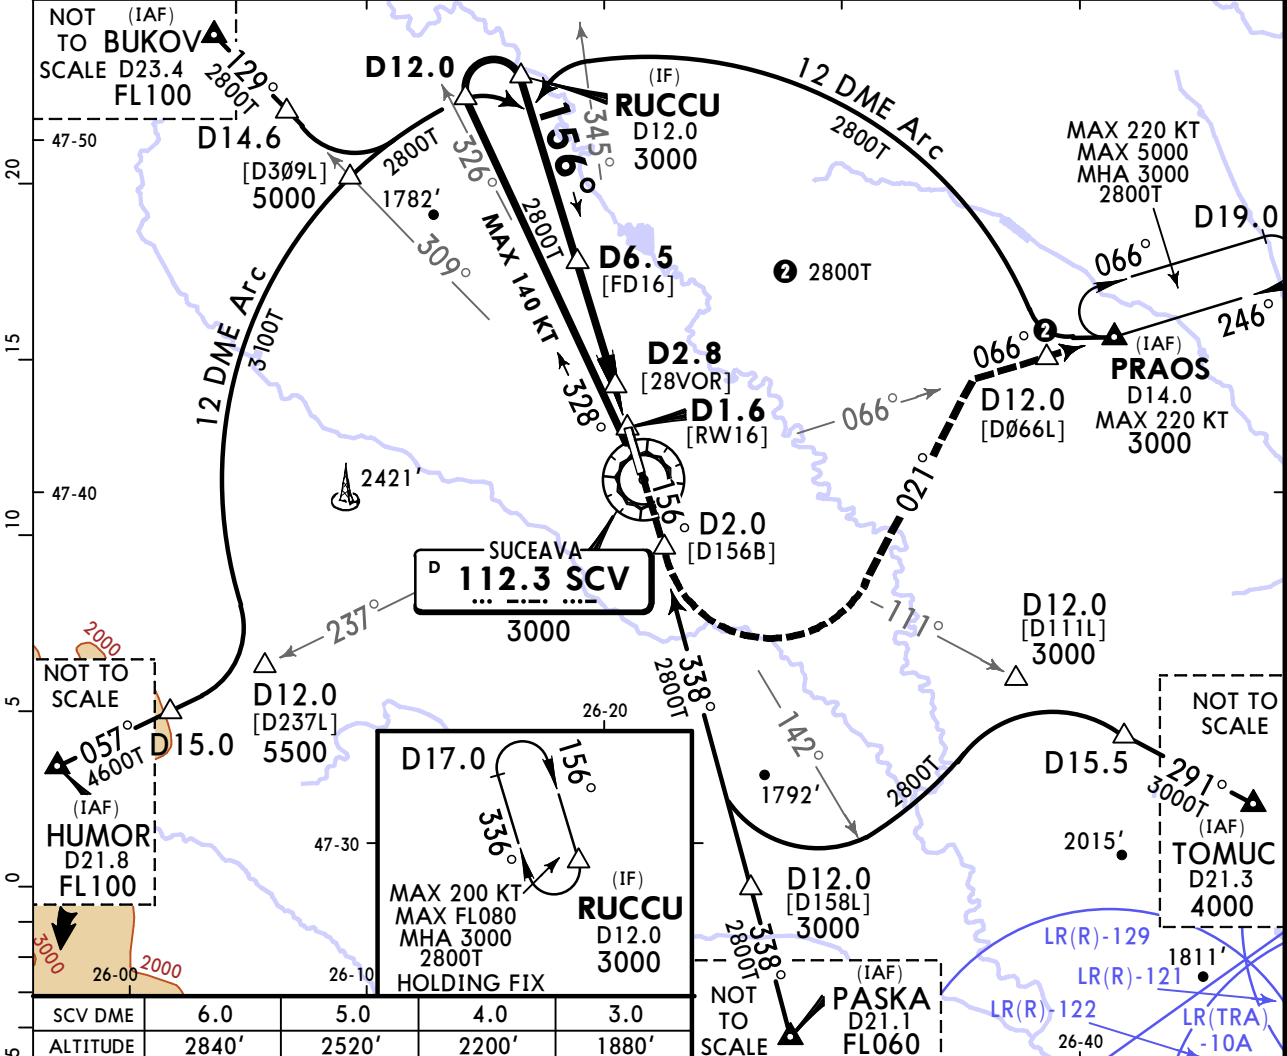 NOT
TO
SCALE
(IAF)
BUKOV
D23.4
FL100
129°
2800T
D14.6
[DЗ09L]
5000
D12.0
2800T
326°
345°
(IF)
RUCCU
D12.0
3000
156°
12 DME Arc
2800T
MAX 220 KT
MAX 5000
MHA 3000
2800T
D19.0
066°
246°
47-50
20
1782'
309°
2800T
MAX 140 KT
328°
D6.5
[FD16]
2 2800T
2
066°
(IAF)
PRAOS
D14.0
MAX 220 KT
3000
12 DME Arc
3100T
15
D2.8
[28VOR]
D1.6
[RW16]
066°
D12.0
[DØ66L]
2421'
47-40
10
156°
021°
D2.0
[D156B]
SUCEAVA
D 112.3 SCV
3000
237°
111°
D12.0
[D111L]
3000
2000
NOT TO
SCALE
5
057°
4600T
D15.0
(IAF)
HUMOR
D21.8
FL100
D12.0
[D237L]
5500
338°
2800T
142°
26-20
NOT TO
SCALE
D15.5
291°
3000T
(IAF)
TOMUC
D21.3
4000
2800T
1792'
2015'
47-30
0
D17.0
156°
336°
MAX 200 KT
MAX FL080
MHA 3000
2800T
HOLDING FIX
(IF)
RUCCU
D12.0
3000
D12.0
[D158L]
3000
338°
2800T
3000
2000
26-00
26-10
LR(R)-129
1811'
LR(R)-121
LR(R)-122
LR(TRA)
-10A
26-40
NOT
TO
SCALE
(IAF)
PASKA
D21.1
FL060
5
SCV DME 6.0 5.0 4.0 3.0
ALTITUDE 2840' 2520' 2200' 1880'